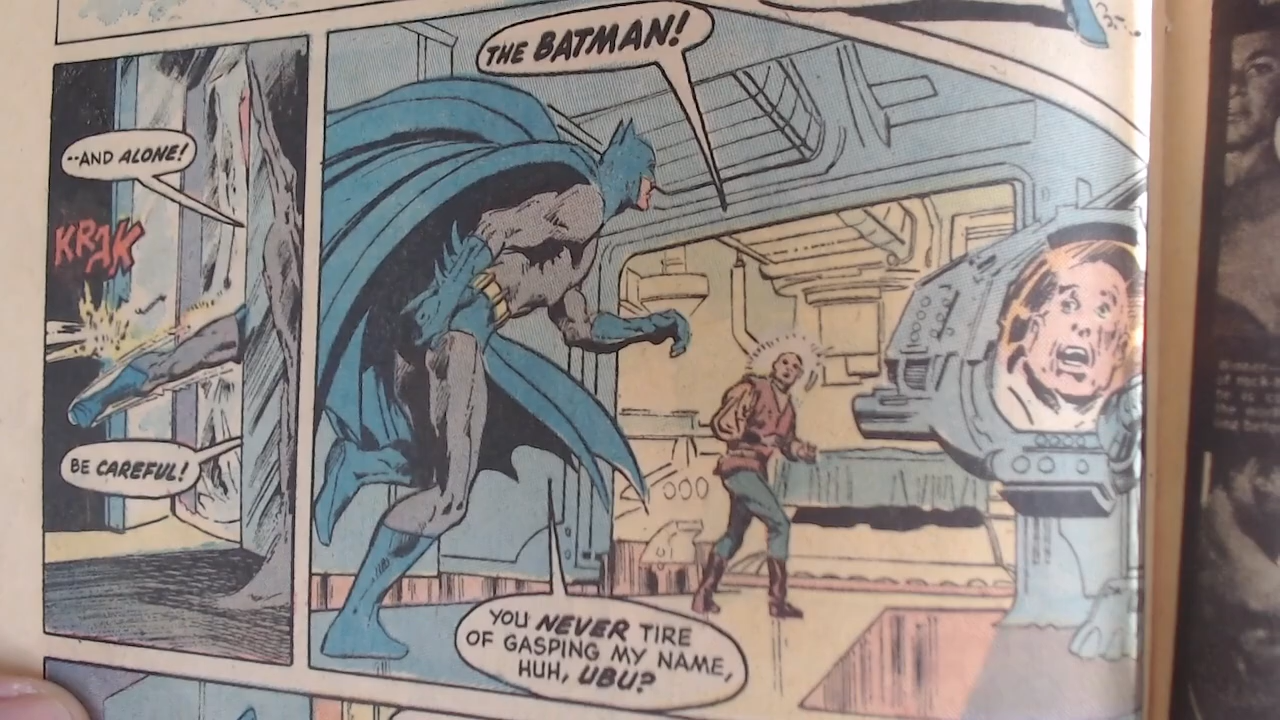 --AND ALONE!
KRAK
BE CAREFUL!
THE BATMAN!
YOU NEVER TIRE
OF GASPING MY NAME,
HUH, UBU?